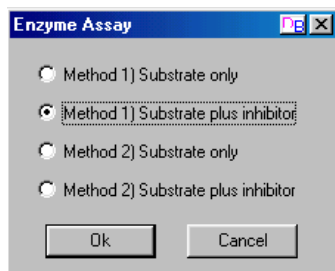 Enzyme Assay DB
Method 1) Substrate only
Method 1) Substrate plus inhibitor
Method 2) Substrate only
Method 2) Substrate plus inhibitor
Ok Cancel